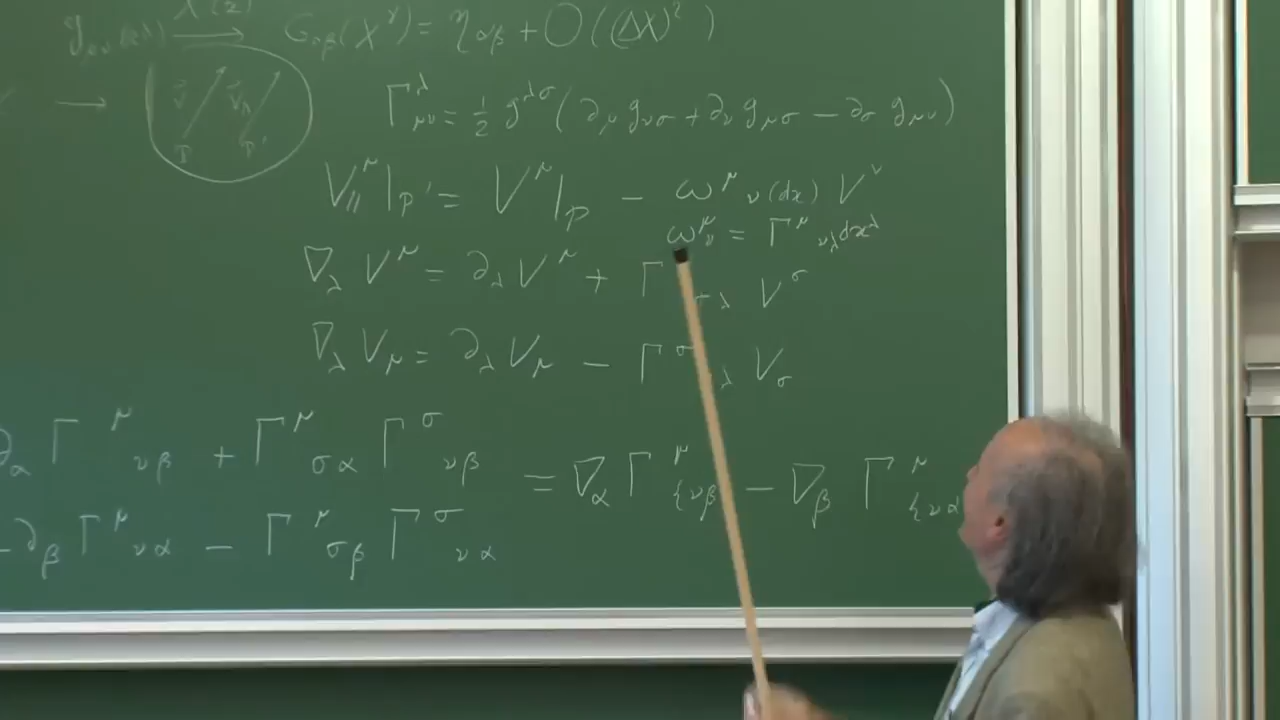 g_{μν}(x^λ) \xrightarrow{X(x)} G_{αβ}(X^γ) = η_{αβ} + O((ΔX)²)
→ V⃗ V⃗_{//} P P'
Γ^λ_{μν} = ½ g^{λσ} (∂_μ g_{νσ} + ∂_ν g_{μσ} − ∂_σ g_{μν})
V_{//}^μ|_{P'} = V^μ|_P − ω^μ_ν(dx) V^ν
ω^μ_ν = Γ^μ_{νλ} dx^λ
∇_λ V^μ = ∂_λ V^μ + Γ V^σ
∇_λ V_μ = ∂_λ V_μ − Γ^σ_λ V_σ
∂_α Γ^μ_{νβ} + Γ^μ_{σα} Γ^σ_{νβ} = ∇_α Γ^μ_{{νβ} − ∇_β Γ^μ_{{να}
−∂_β Γ^μ_{να} − Γ^μ_{σβ} Γ^σ_{να}